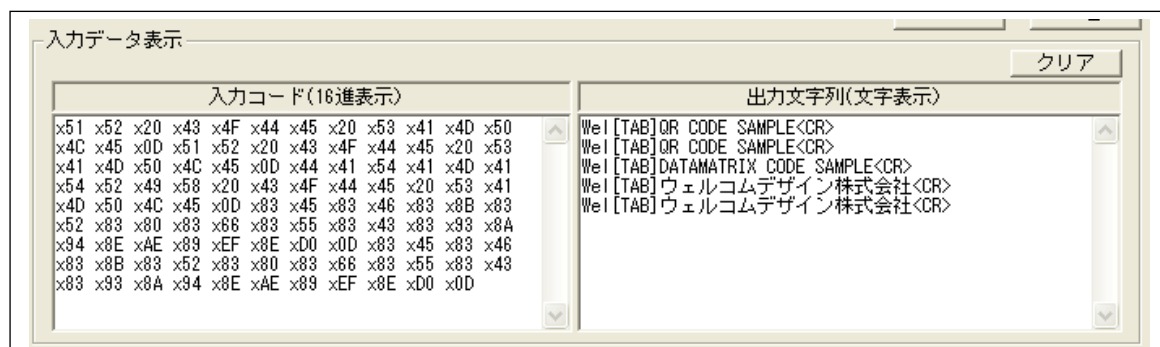 入力データ表示
クリア
入力コード(16進表示)
x51 x52 x20 x43 x4F x44 x45 x20 x53 x41 x4D x50
x4C x45 x0D x51 x52 x20 x43 x4F x44 x45 x20 x53
x41 x4D x50 x4C x45 x0D x44 x41 x54 x41 x4D x41
x54 x52 x49 x58 x20 x43 x4F x44 x45 x20 x53 x41
x4D x50 x4C x45 x0D x83 x45 x83 x46 x83 x8B x83
x52 x83 x80 x83 x66 x83 x55 x83 x43 x83 x93 x8A
x94 x8E xAE x89 xEF x8E xD0 x0D x83 x45 x83 x46
x83 x8B x83 x52 x83 x80 x83 x66 x83 x55 x83 x43
x83 x93 x8A x94 x8E xAE x89 xEF x8E xD0 x0D
出力文字列(文字表示)
Wel[TAB]QR CODE SAMPLE<CR>
Wel[TAB]QR CODE SAMPLE<CR>
Wel[TAB]DATAMATRIX CODE SAMPLE<CR>
Wel[TAB]ウェルコムデザイン株式会社<CR>
Wel[TAB]ウェルコムデザイン株式会社<CR>